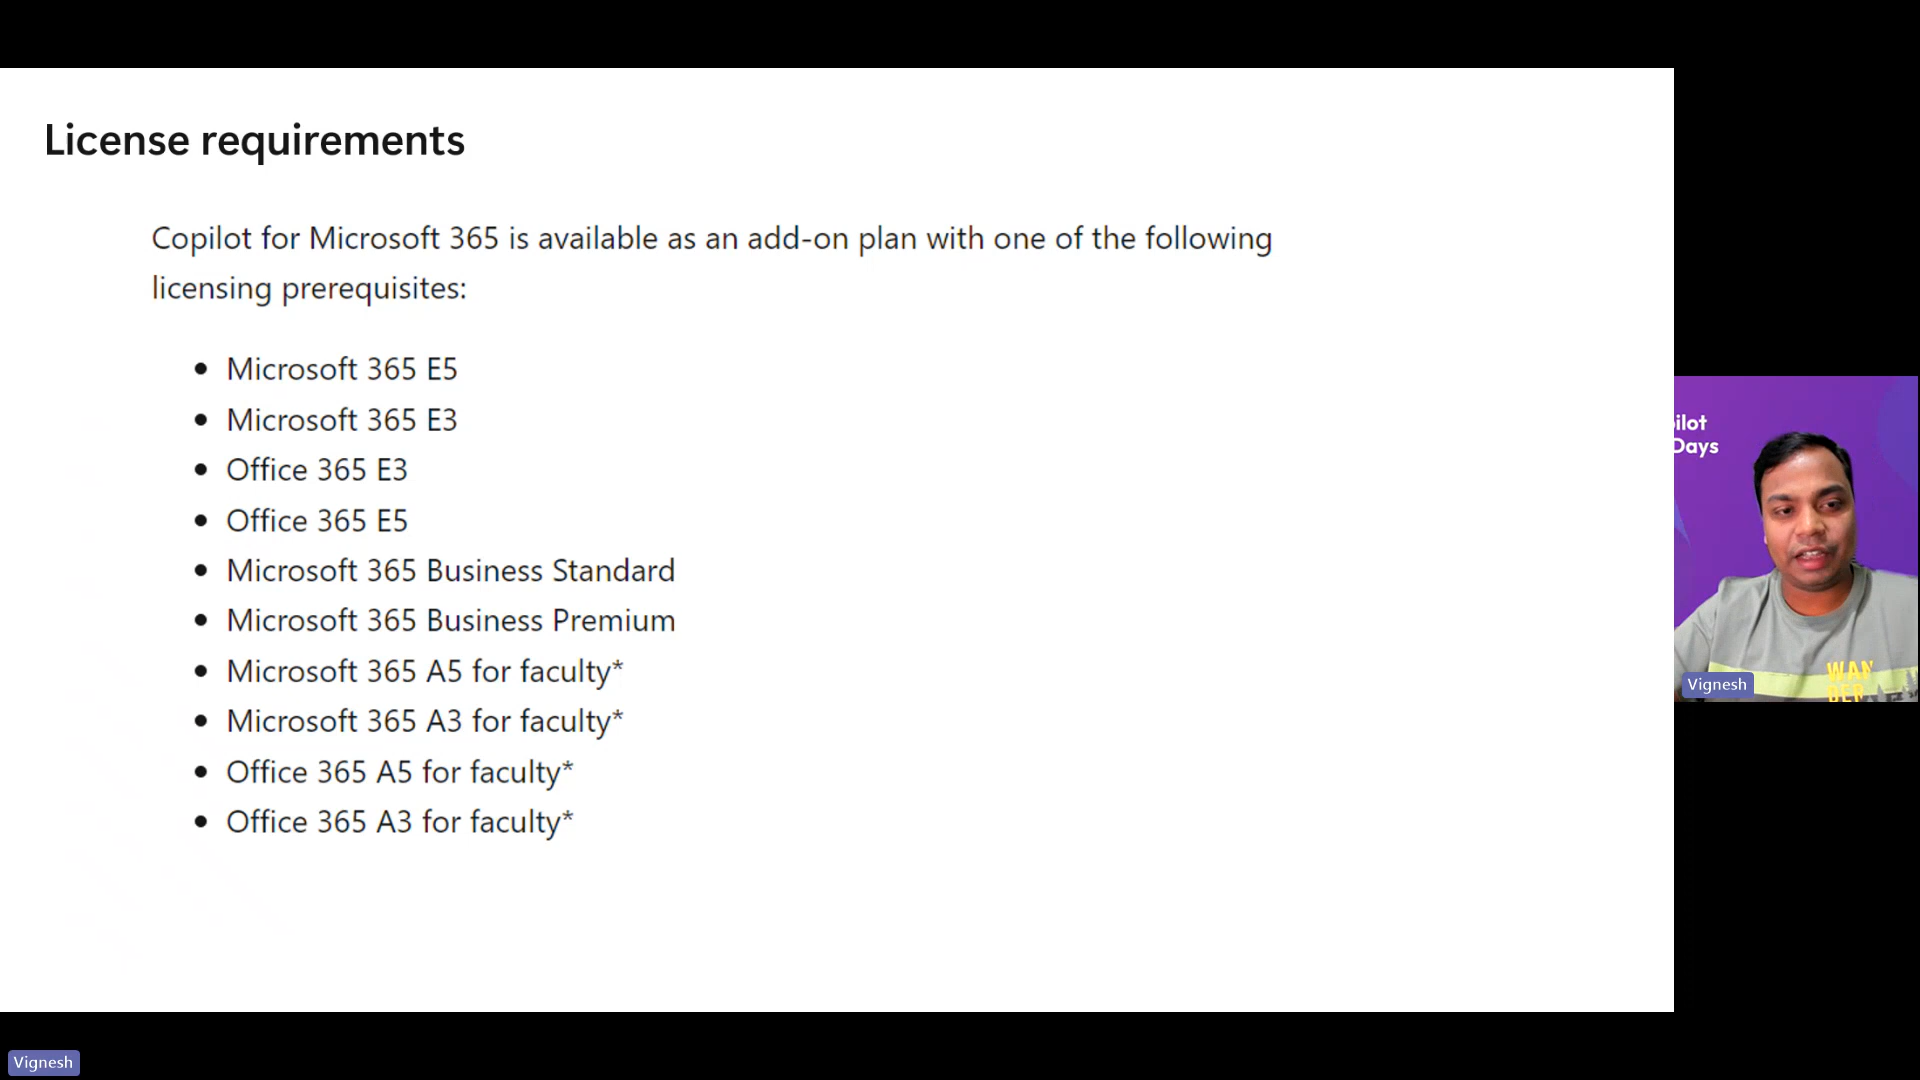 License requirements
Copilot for Microsoft 365 is available as an add-on plan with one of the following
licensing prerequisites:
• Microsoft 365 E5
• Microsoft 365 E3
• Office 365 E3
• Office 365 E5
• Microsoft 365 Business Standard
• Microsoft 365 Business Premium
• Microsoft 365 A5 for faculty*
• Microsoft 365 A3 for faculty*
• Office 365 A5 for faculty*
• Office 365 A3 for faculty*
ilot
Days
WAN
DER
Vignesh
Vignesh